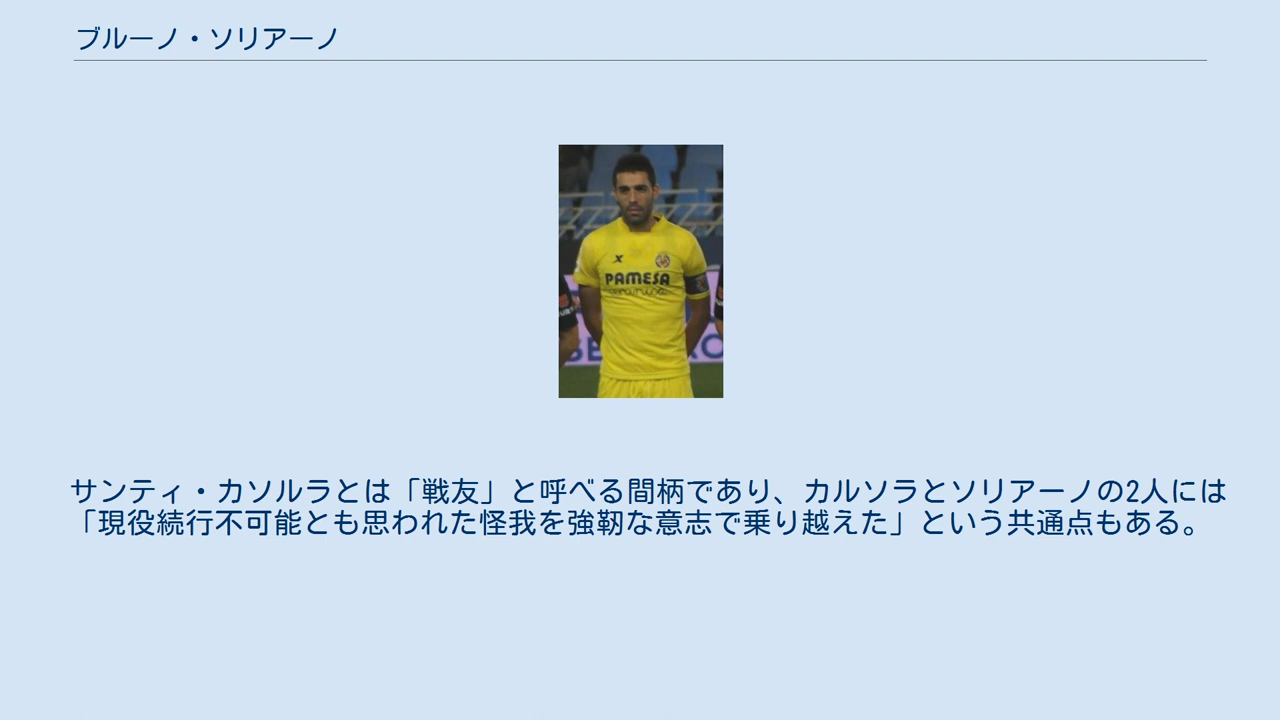 ブルーノ・ソリアーノ
PAMESA
サンティ・カソルラとは「戦友」と呼べる間柄であり、カルソラとソリアーノの2人には
「現役続行不可能とも思われた怪我を強靭な意志で乗り越えた」という共通点もある。